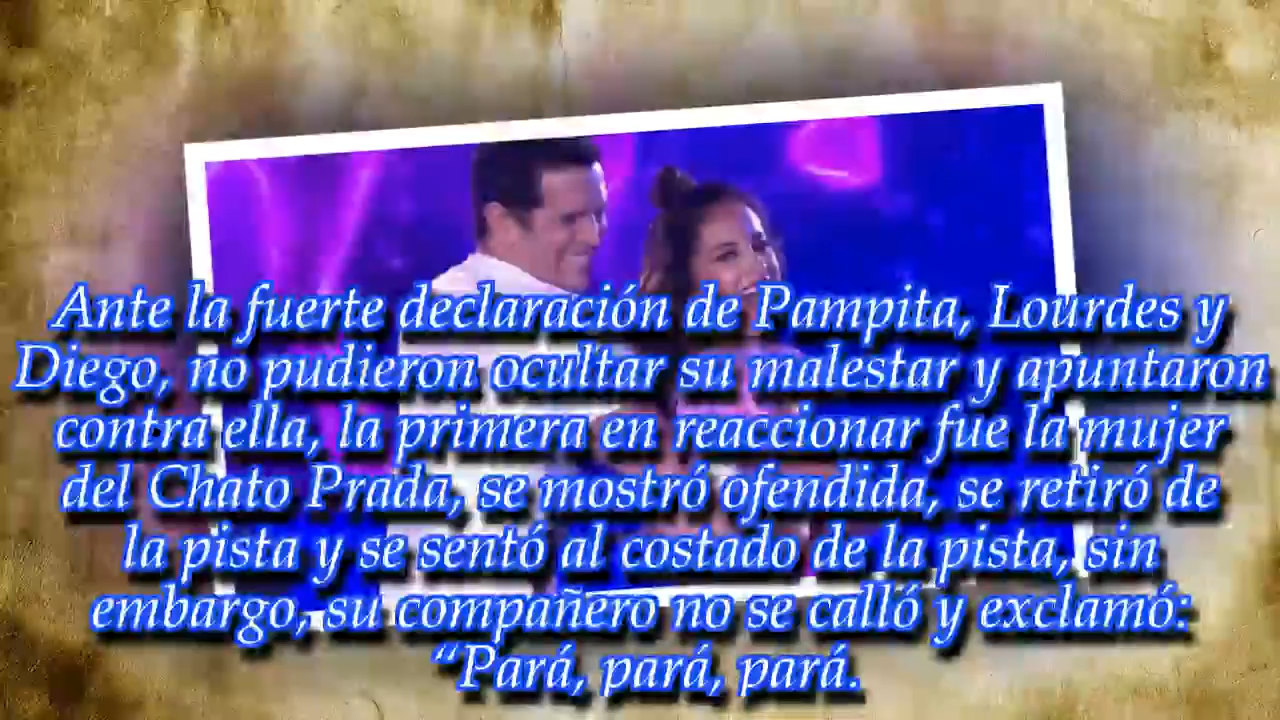 Ante la fuerte declaración de Pampita, Lourdes y
Diego, no pudieron ocultar su malestar y apuntaron
contra ella, la primera en reaccionar fue la mujer
del Chato Prada, se mostró ofendida, se retiró de
la pista y se sentó al costado de la pista, sin
embargo, su compañero no se calló y exclamó:
“Pará, pará, pará.